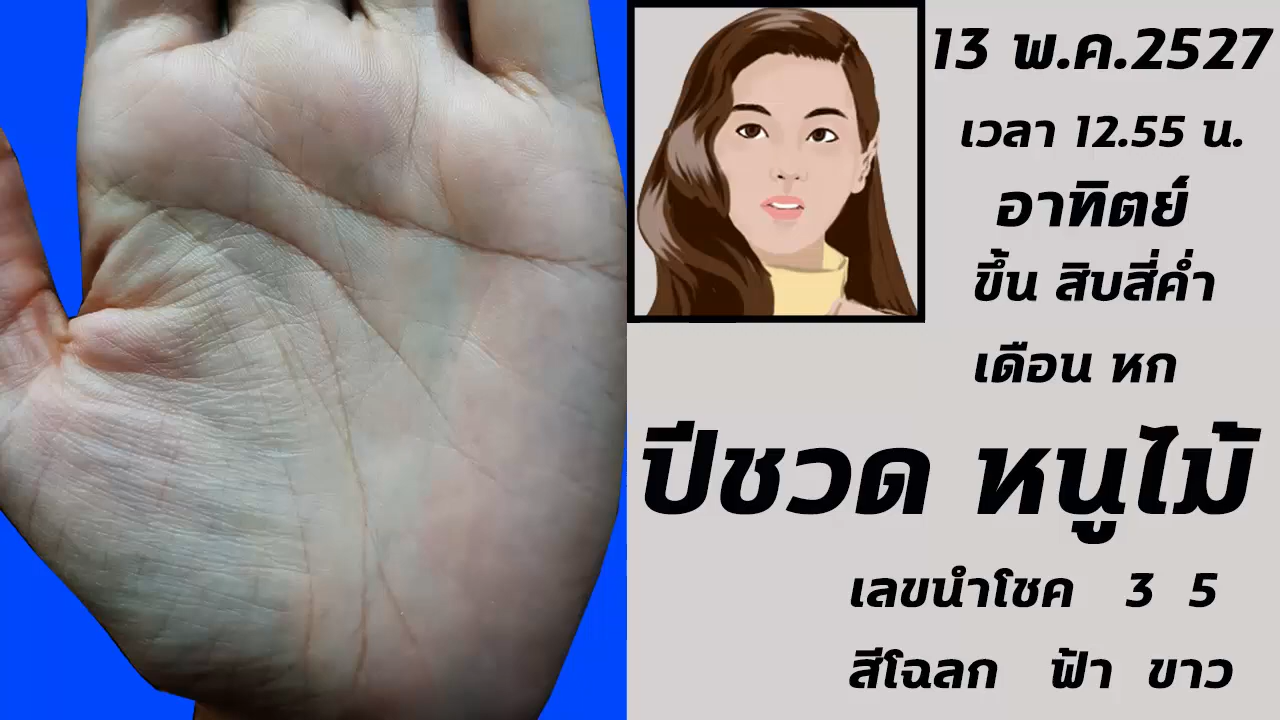 13 พ.ค.2527
เวลา 12.55 น.
อาทิตย์
ขึ้น สิบสี่ค่ำ
เดือน หก
ปีชวด หนูไม้
เลขนำโชค 3 5
สีโฉลก ฟ้า ขาว